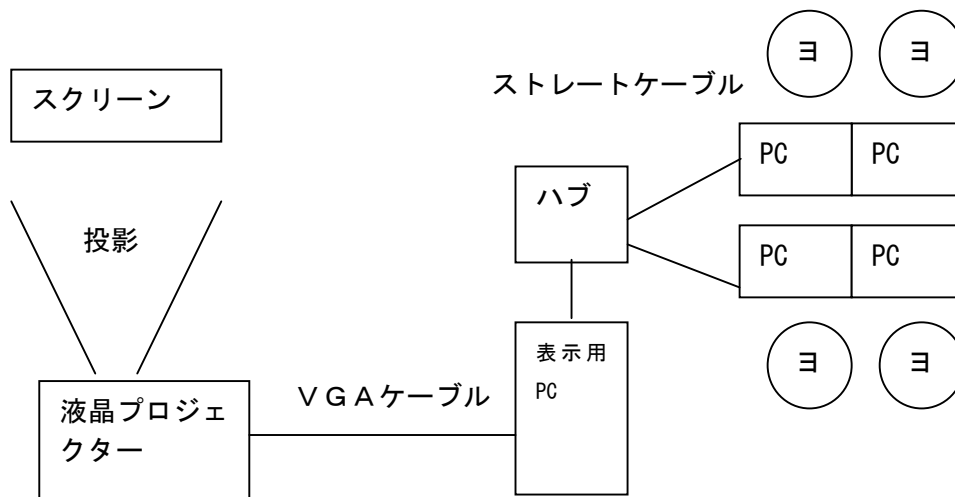 ヨ ヨ
ストレートケーブル
スクリーン
PC PC
ハブ
投影
PC PC
表示用
PC
ヨ ヨ
VGAケーブル
液晶プロジェ
クター